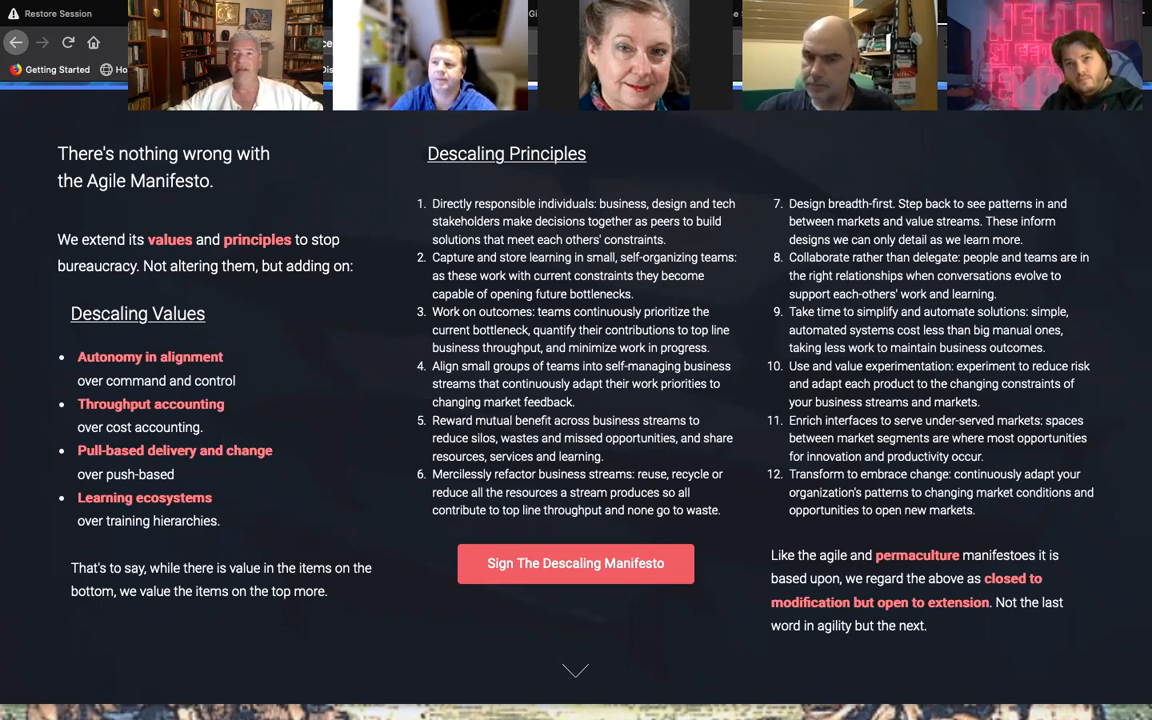 Restore Session
Getting Started
Ho
There's nothing wrong with
the Agile Manifesto.
We extend its values and principles to stop
bureaucracy. Not altering them, but adding on:
Descaling Values
• Autonomy in alignment
over command and control
• Throughput accounting
over cost accounting.
• Pull-based delivery and change
over push-based
• Learning ecosystems
over training hierarchies.
That's to say, while there is value in the items on the
bottom, we value the items on the top more.
Descaling Principles
1. Directly responsible individuals: business, design and tech
stakeholders make decisions together as peers to build
solutions that meet each others' constraints.
2. Capture and store learning in small, self-organizing teams:
as these work with current constraints they become
capable of opening future bottlenecks.
3. Work on outcomes: teams continuously prioritize the
current bottleneck, quantify their contributions to top line
business throughput, and minimize work in progress.
4. Align small groups of teams into self-managing business
streams that continuously adapt their work priorities to
changing market feedback.
5. Reward mutual benefit across business streams to
reduce silos, wastes and missed opportunities, and share
resources, services and learning.
6. Mercilessly refactor business streams: reuse, recycle or
reduce all the resources a stream produces so all
contribute to top line throughput and none go to waste.
7. Design breadth-first. Step back to see patterns in and
between markets and value streams. These inform
designs we can only detail as we learn more.
8. Collaborate rather than delegate: people and teams are in
the right relationships when conversations evolve to
support each-others' work and learning.
9. Take time to simplify and automate solutions: simple,
automated systems cost less than big manual ones,
taking less work to maintain business outcomes.
10. Use and value experimentation: experiment to reduce risk
and adapt each product to the changing constraints of
your business streams and markets.
11. Enrich interfaces to serve under-served markets: spaces
between market segments are where most opportunities
for innovation and productivity occur.
12. Transform to embrace change: continuously adapt your
organization's patterns to changing market conditions and
opportunities to open new markets.
Sign The Descaling Manifesto
Like the agile and permaculture manifestoes it is
based upon, we regard the above as closed to
modification but open to extension. Not the last
word in agility but the next.